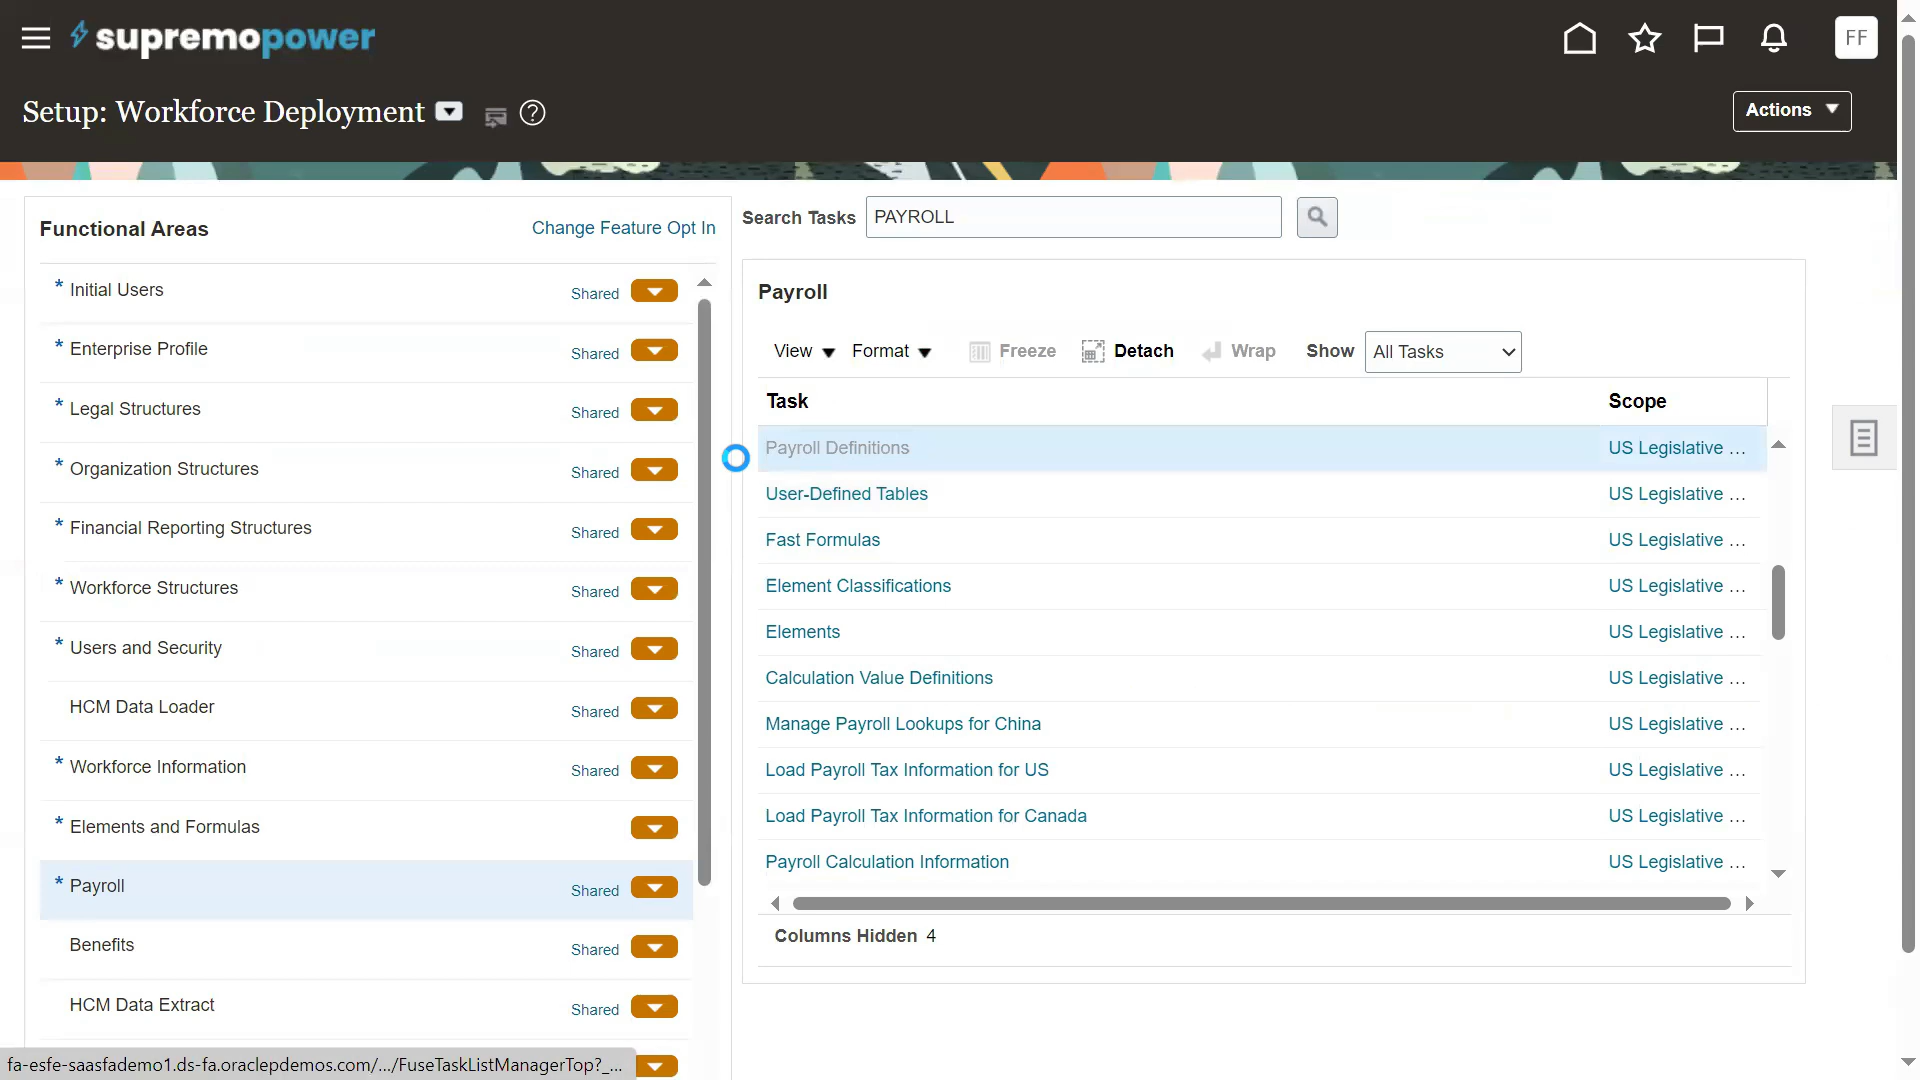 supremopower
FF
Setup: Workforce Deployment
Actions
Functional Areas
Change Feature Opt In
Search Tasks PAYROLL
* Initial Users Shared
* Enterprise Profile Shared
* Legal Structures Shared
* Organization Structures Shared
* Financial Reporting Structures Shared
* Workforce Structures Shared
* Users and Security Shared
HCM Data Loader Shared
* Workforce Information Shared
* Elements and Formulas
* Payroll Shared
Benefits Shared
HCM Data Extract Shared
Payroll
View Format Freeze Detach Wrap Show All Tasks
Task Scope
Payroll Definitions US Legislative ...
User-Defined Tables US Legislative ...
Fast Formulas US Legislative ...
Element Classifications US Legislative ...
Elements US Legislative ...
Calculation Value Definitions US Legislative ...
Manage Payroll Lookups for China US Legislative ...
Load Payroll Tax Information for US US Legislative ...
Load Payroll Tax Information for Canada US Legislative ...
Payroll Calculation Information US Legislative ...
Columns Hidden 4
fa-esfe-saasfademo1.ds-fa.oraclepdemos.com/.../FuseTaskListManagerTop?_...